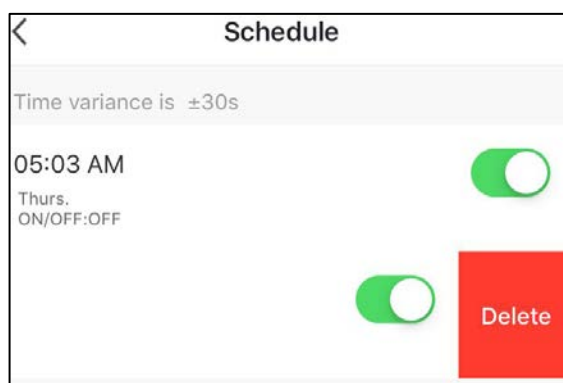 Schedule
Time variance is ±30s
05:03 AM
Thurs.
ON/OFF:OFF
Delete